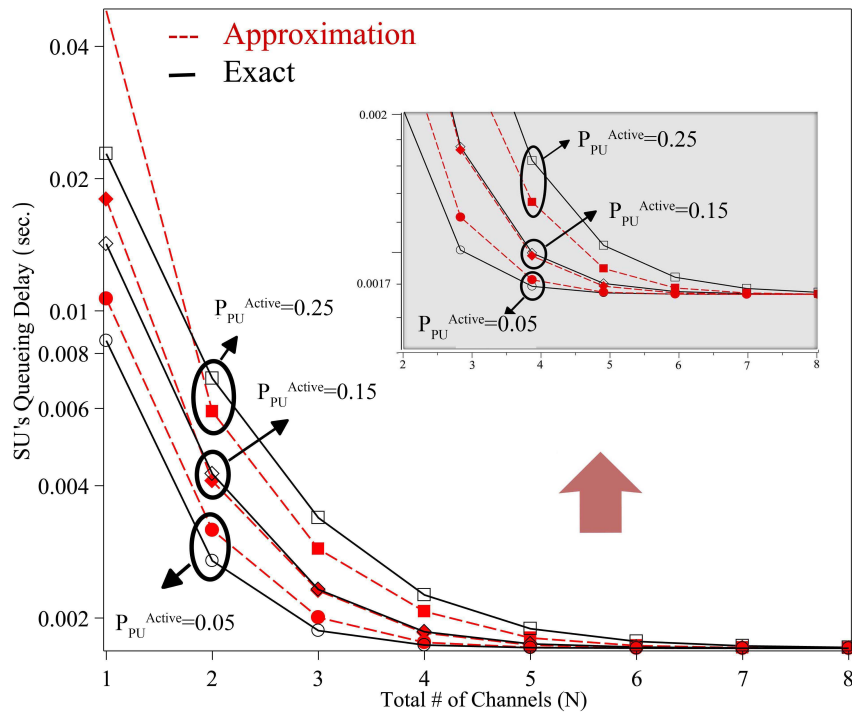 Approximation
Exact
0.04
0.02
0.01
0.008
0.006
0.004
0.002
SU's Queueing Delay (sec.)
P_PU^Active=0.25
P_PU^Active=0.15
P_PU^Active=0.05
1 2 3 4 5 6 7 8
Total # of Channels (N)
0.002
0.0017
P_PU^Active=0.25
P_PU^Active=0.15
P_PU^Active=0.05
2 3 4 5 6 7 8